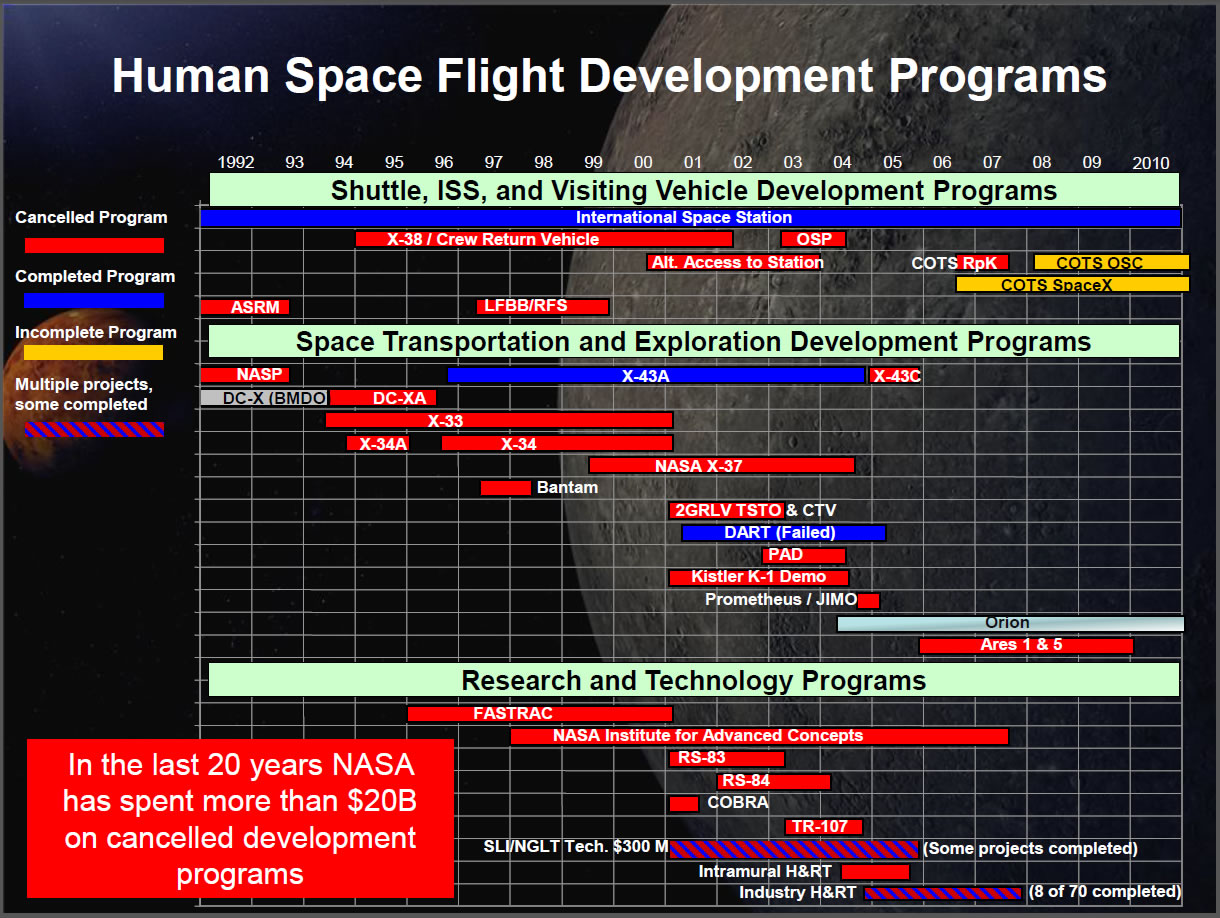 Human Space Flight Development Programs
1992 93 94 95 96 97 98 99 00 01 02 03 04 05 06 07 08 09 2010
Shuttle, ISS, and Visiting Vehicle Development Programs
Cancelled Program
International Space Station
X-38 / Crew Return Vehicle OSP
Alt. Access to Station COTS RpK COTS OSC
Completed Program
COTS SpaceX
ASRM LFBB/RFS
Incomplete Program
Space Transportation and Exploration Development Programs
NASP X-43A X-43C
Multiple projects,
some completed
DC-X (BMDO DC-XA
X-33
X-34A X-34
NASA X-37
Bantam
2GRLV TSTO & CTV
DART (Failed)
PAD
Kistler K-1 Demo
Prometheus / JIMO
Orion
Ares 1 & 5
Research and Technology Programs
FASTRAC
NASA Institute for Advanced Concepts
RS-83
RS-84
COBRA
TR-107
SLI/NGLT Tech. $300 M (Some projects completed)
Intramural H&RT
Industry H&RT (8 of 70 completed)
In the last 20 years NASA
has spent more than $20B
on cancelled development
programs